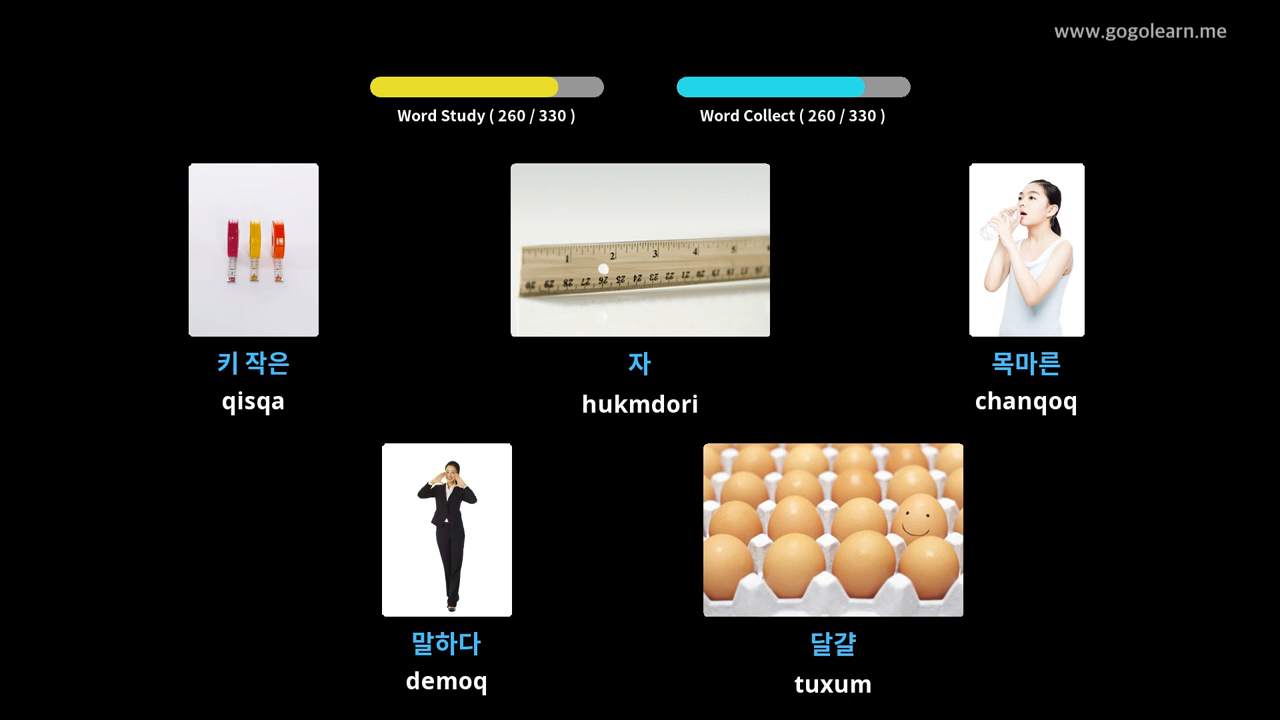 www.gogolearn.me
Word Study ( 260 / 330 )
Word Collect ( 260 / 330 )
키 작은
qisqa
자
hukmdori
목마른
chanqoq
말하다
demoq
달걀
tuxum